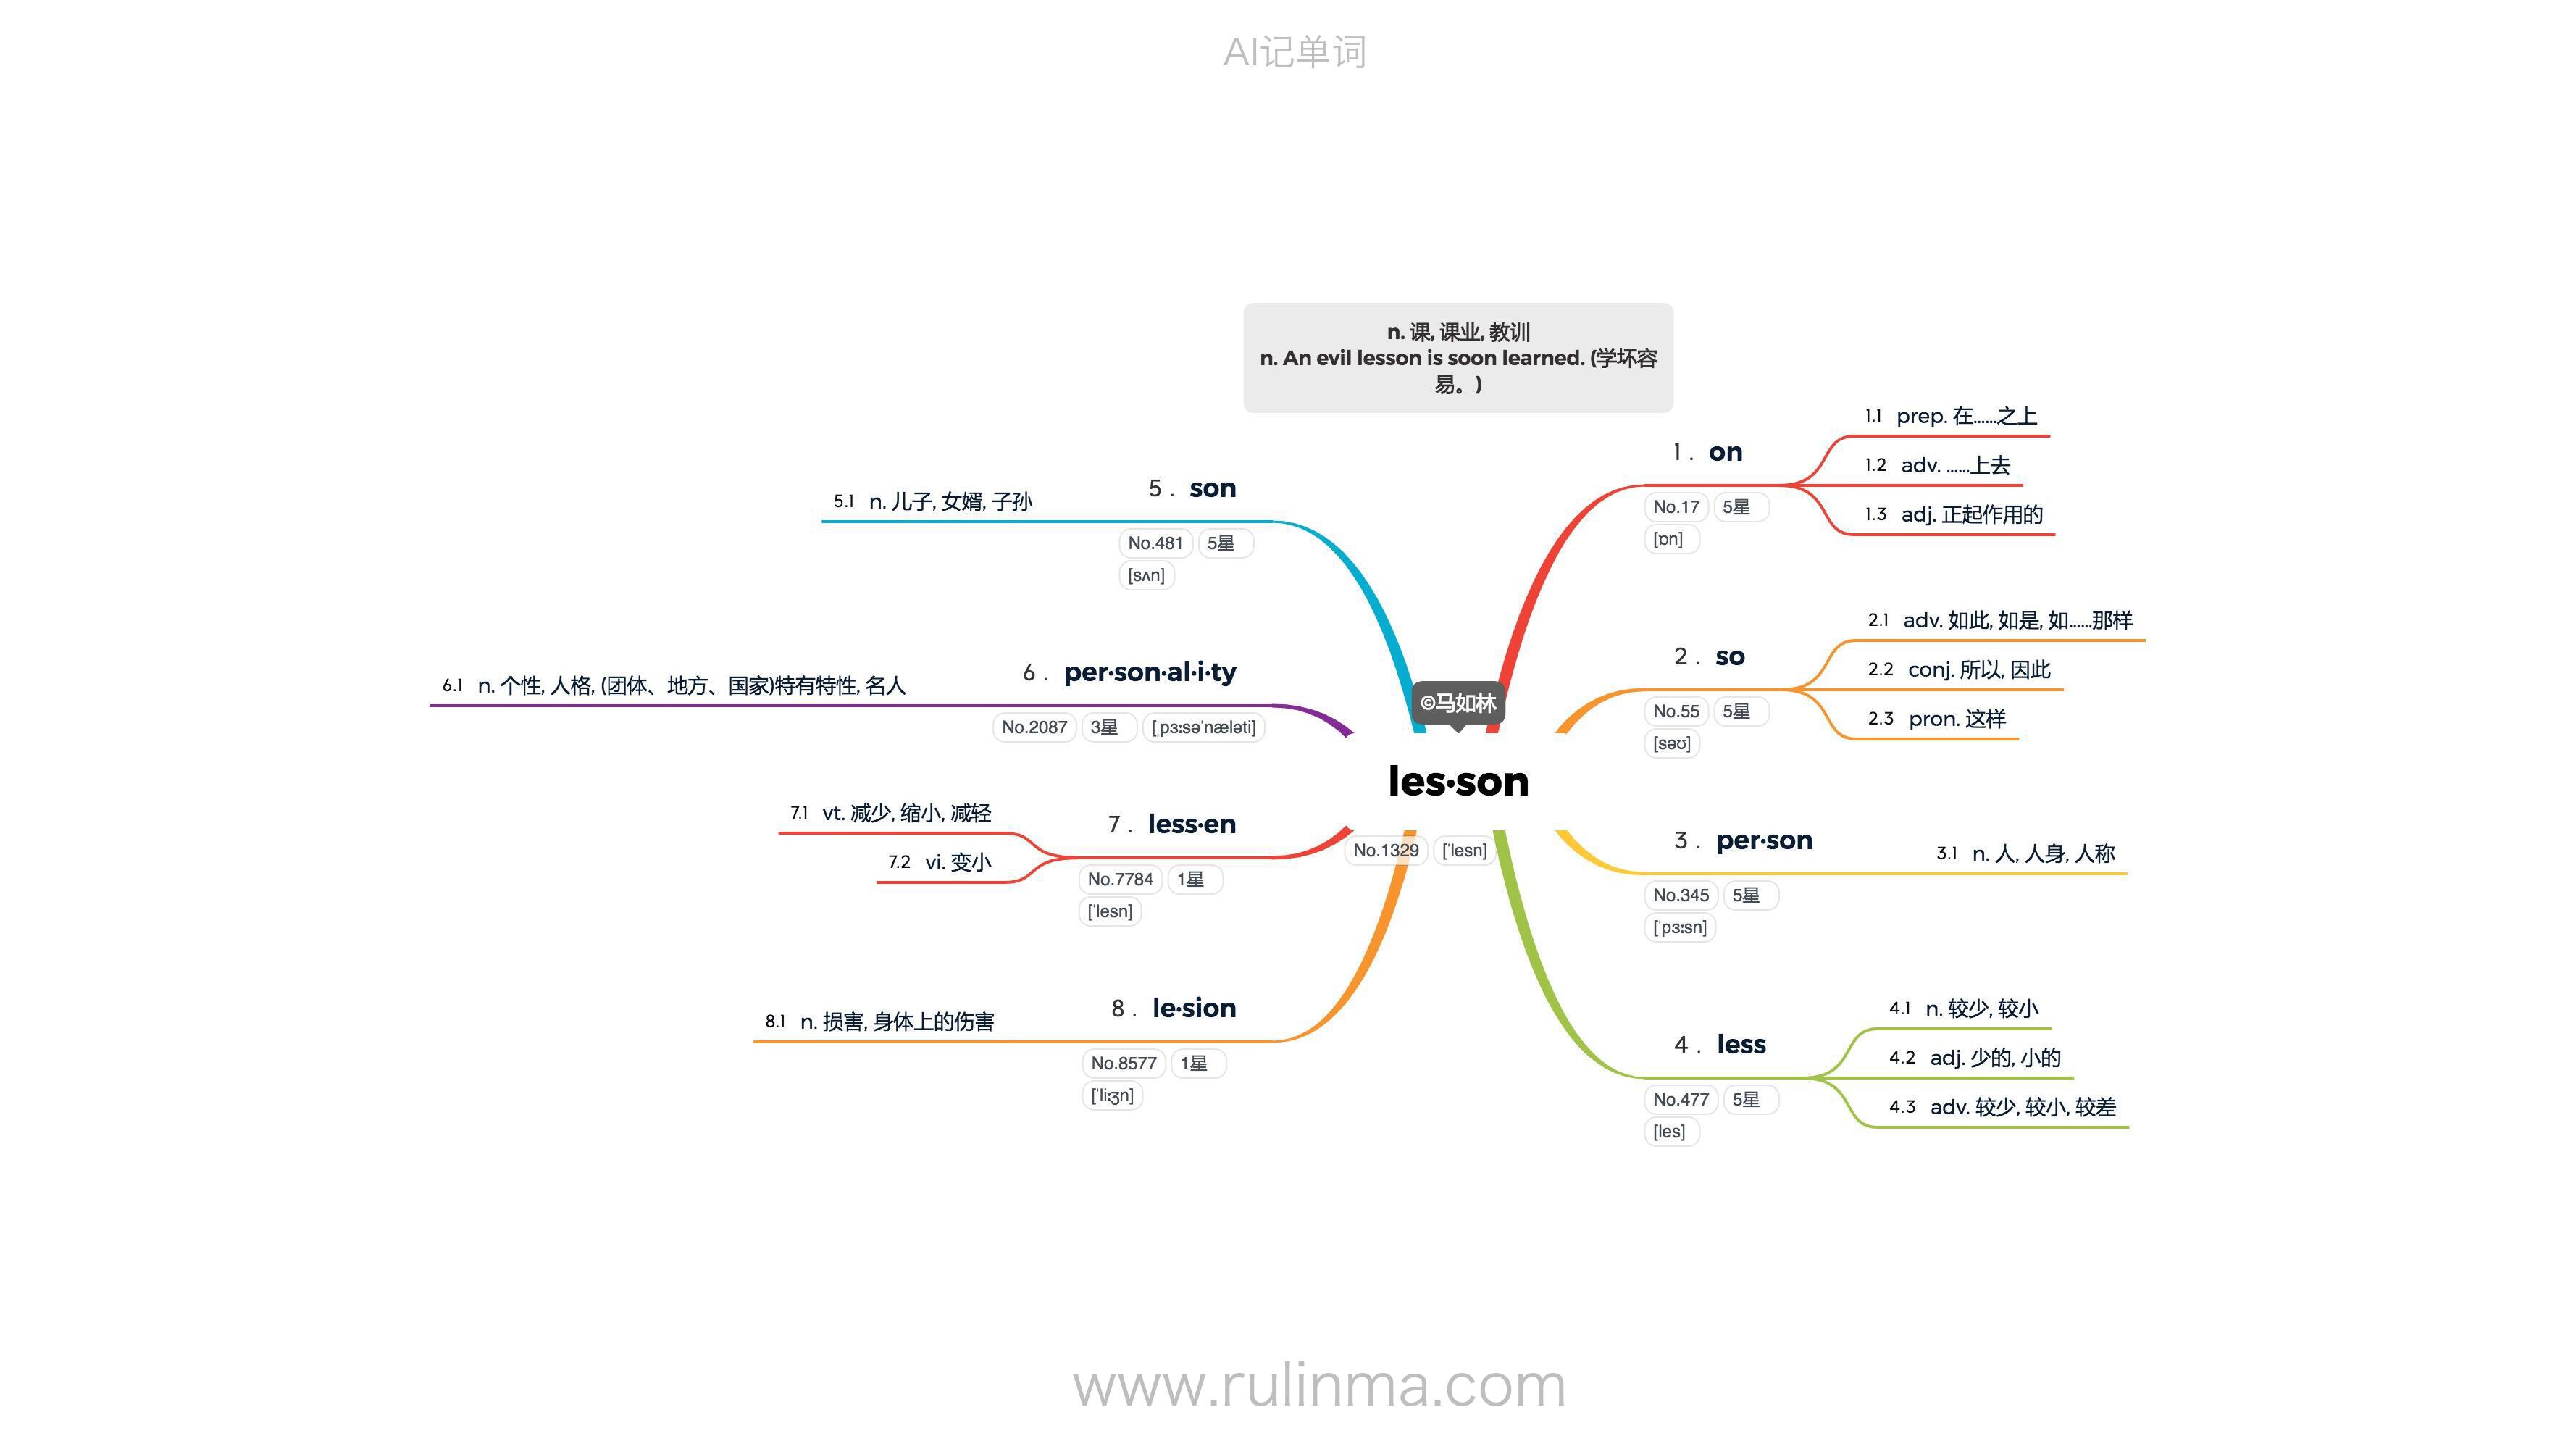 AI记单词
n. 课, 课业, 教训
n. An evil lesson is soon learned. (学坏容
易。)
©马如林
les·son
No.1329 [ˈlesn]
1 . on
No.17 5星
[ɒn]
1.1 prep. 在......之上
1.2 adv. ......上去
1.3 adj. 正起作用的
2 . so
No.55 5星
[səʊ]
2.1 adv. 如此, 如是, 如......那样
2.2 conj. 所以, 因此
2.3 pron. 这样
3 . per·son
No.345 5星
[ˈpɜːsn]
3.1 n. 人, 人身, 人称
4 . less
No.477 5星
[les]
4.1 n. 较少, 较小
4.2 adj. 少的, 小的
4.3 adv. 较少, 较小, 较差
5 . son
No.481 5星
[sʌn]
5.1 n. 儿子, 女婿, 子孙
6 . per·son·al·i·ty
No.2087 3星 [ˌpɜːsəˈnæləti]
6.1 n. 个性, 人格, (团体、地方、国家)特有特性, 名人
7 . less·en
No.7784 1星
[ˈlesn]
7.1 vt. 减少, 缩小, 减轻
7.2 vi. 变小
8 . le·sion
No.8577 1星
[ˈliːʒn]
8.1 n. 损害, 身体上的伤害
www.rulinma.com